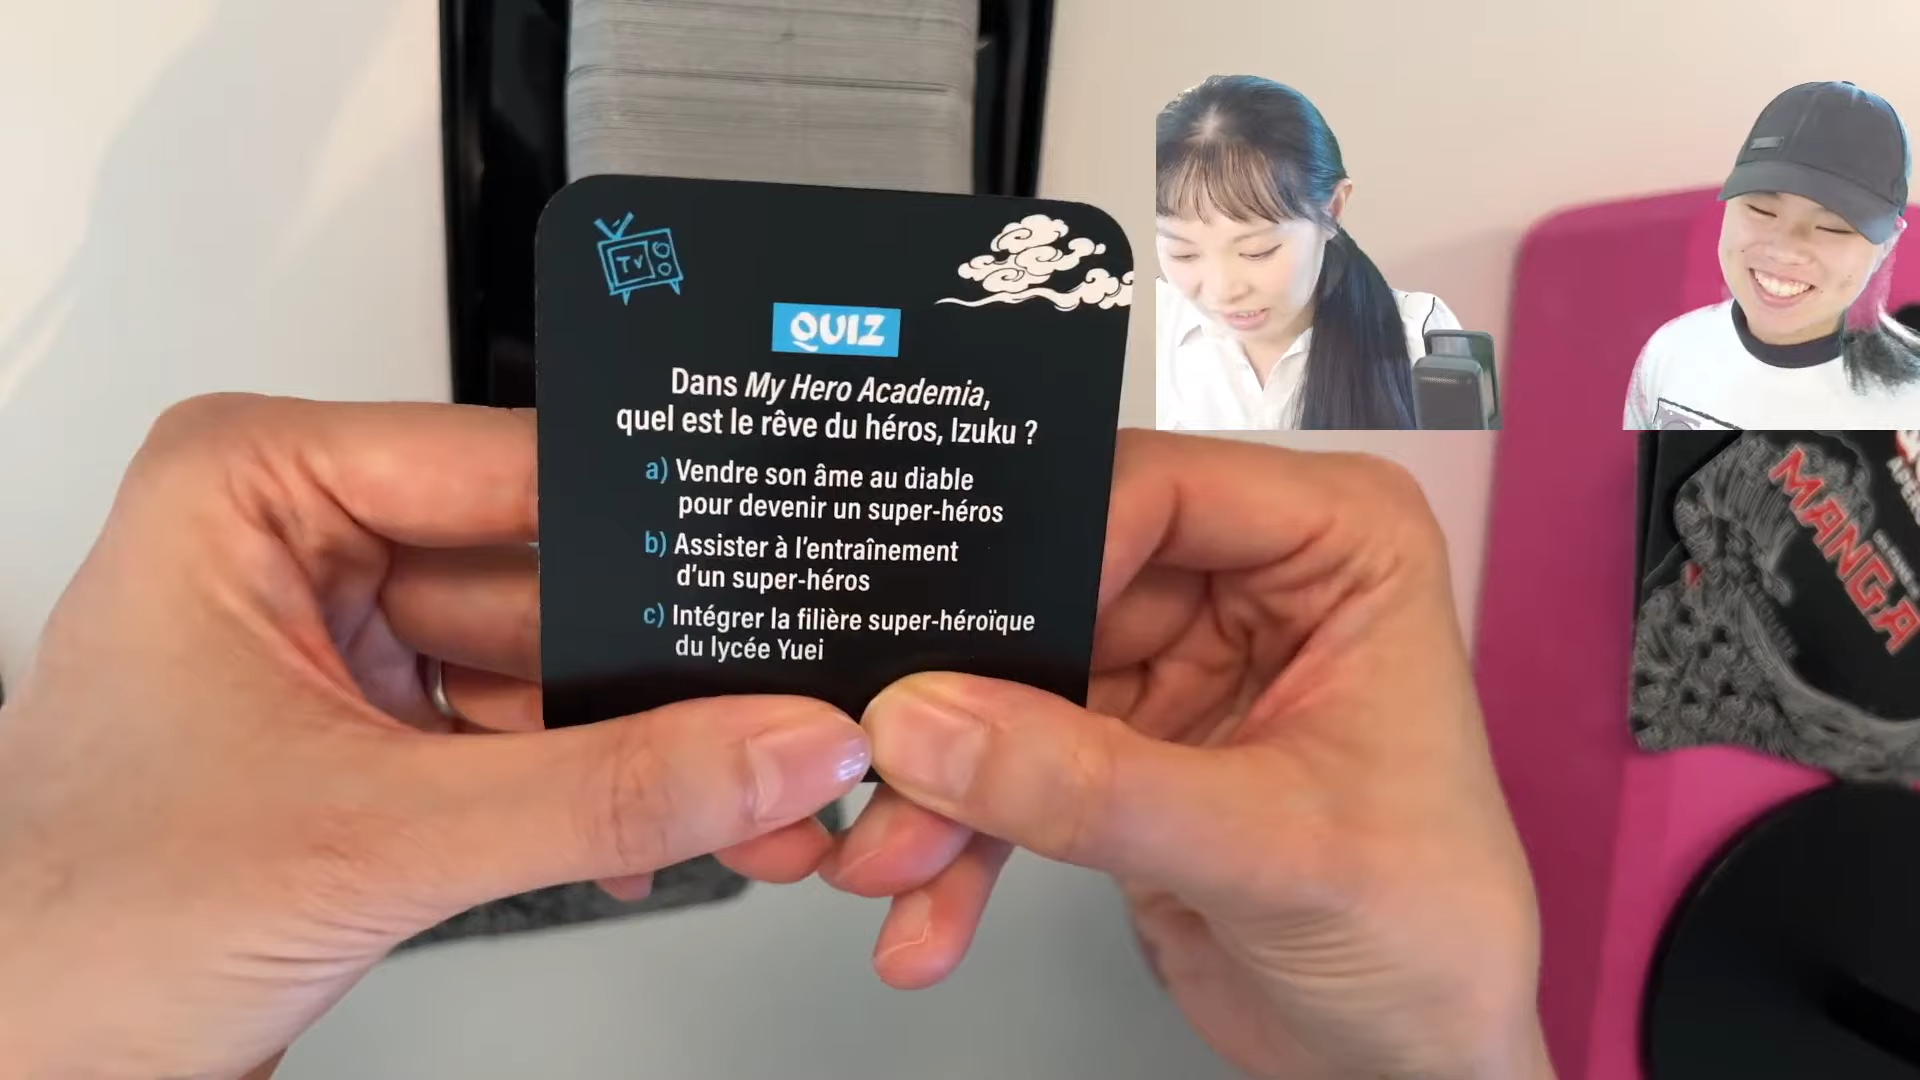 TV
QUIZ
Dans My Hero Academia,
quel est le rêve du héros, Izuku ?
a) Vendre son âme au diable
pour devenir un super-héros
b) Assister à l'entraînement
d'un super-héros
c) Intégrer la filière super-héroïque
du lycée Yuei
MANGA